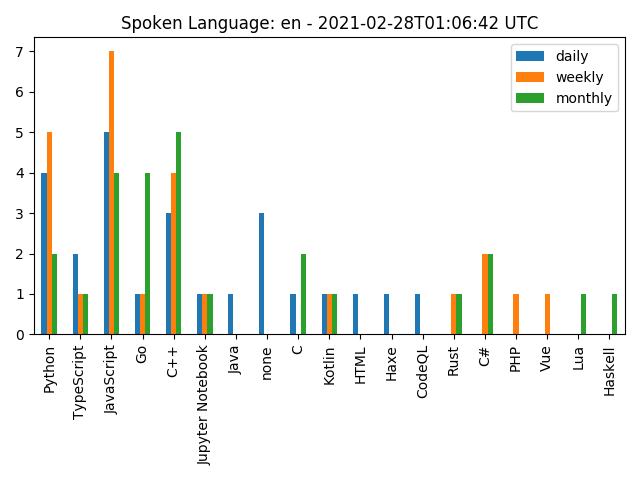 Spoken Language: en - 2021-02-28T01:06:42 UTC
daily
weekly
monthly
7
6
5
4
3
2
1
0
Python
TypeScript
JavaScript
Go
C++
Jupyter Notebook
Java
none
C
Kotlin
HTML
Haxe
CodeQL
Rust
C#
PHP
Vue
Lua
Haskell